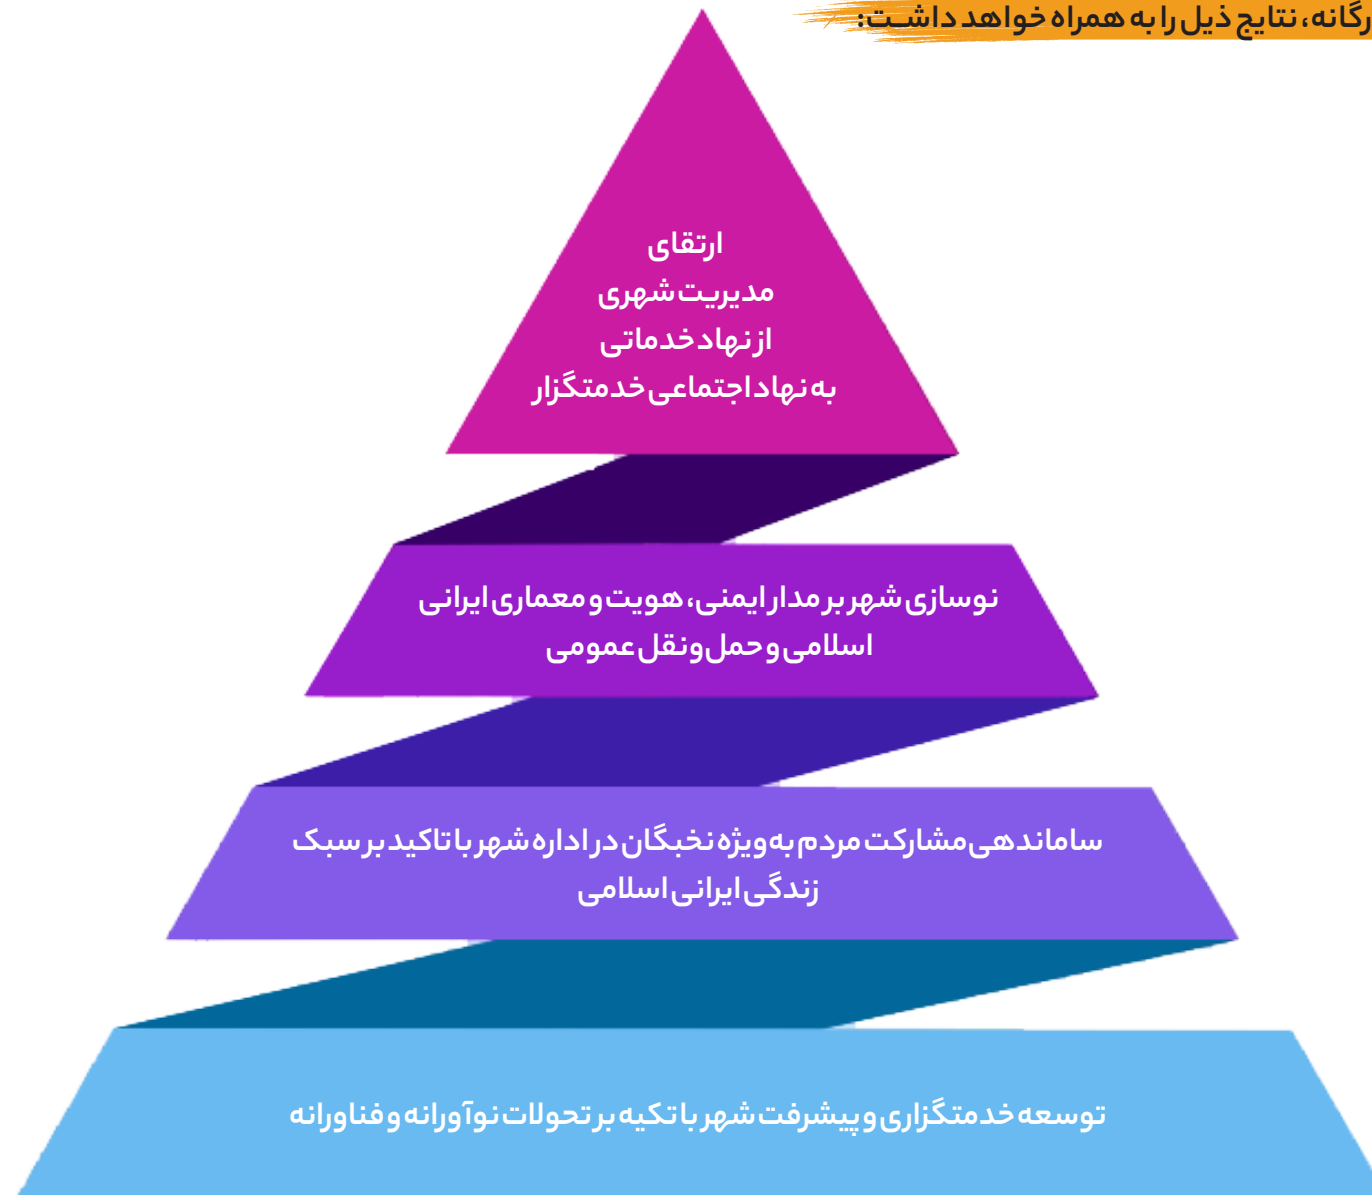 رگانه، نتایج ذیل را به همراه خواهد داشت:
ارتقای
مدیریت شهری
از نهاد خدماتی
به نهاد اجتماعی خدمتگزار
نوسازی شهر بر مدار ایمنی، هویت و معماری ایرانی
اسلامی و حمل‌ونقل عمومی
ساماندهی مشارکت مردم به‌ویژه نخبگان در اداره شهر با تاکید بر سبک
زندگی ایرانی اسلامی
توسعه خدمتگزاری و پیشرفت شهر با تکیه بر تحولات نوآورانه و فناورانه